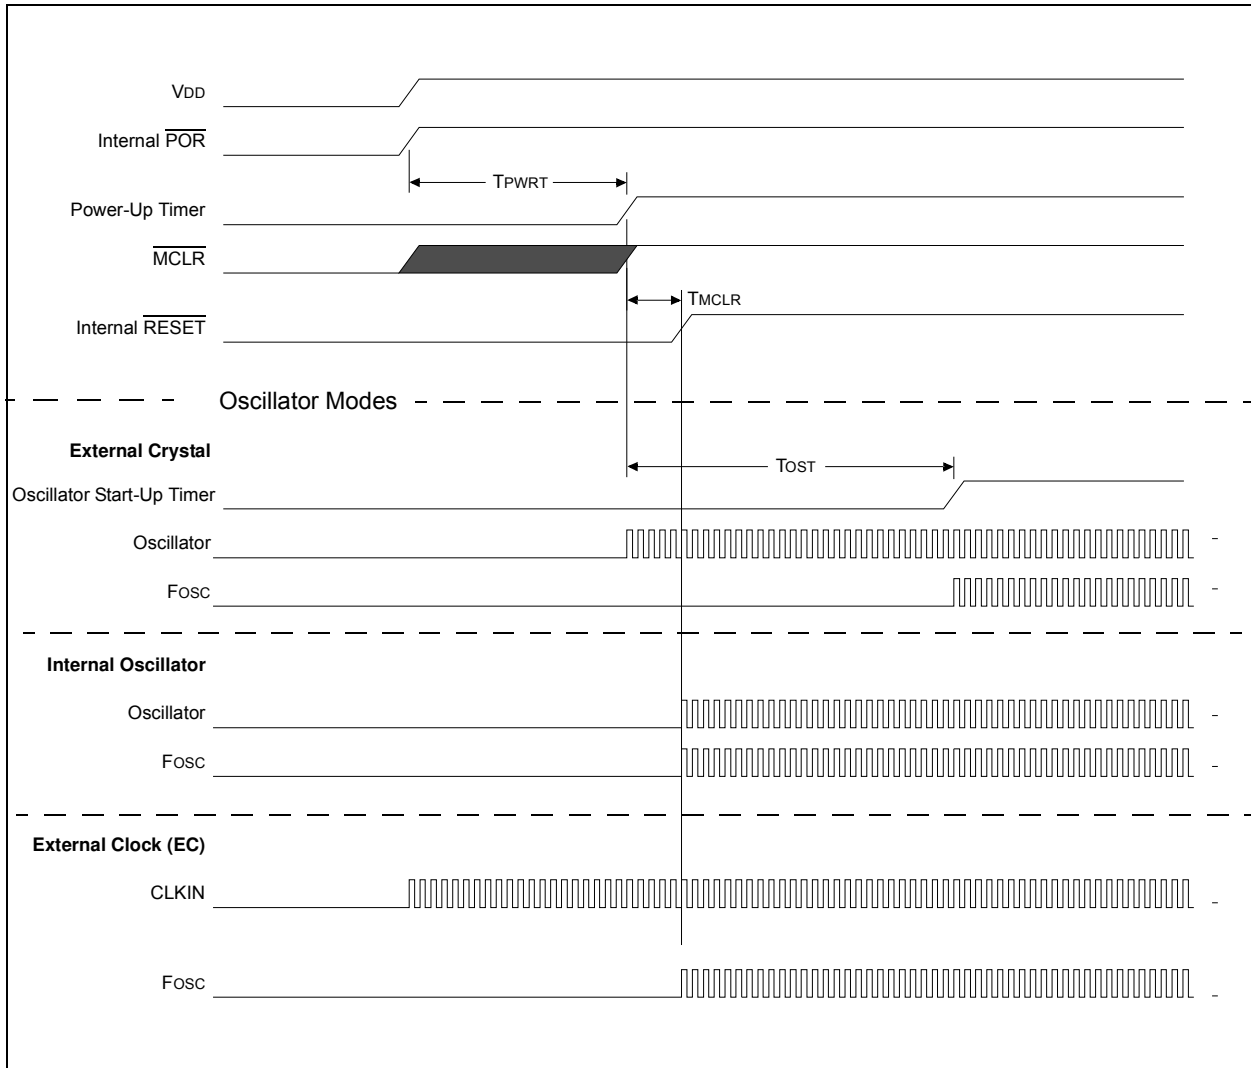 VDD
Internal POR
TPWRT
Power-Up Timer
MCLR
TMCLR
Internal RESET
Oscillator Modes
External Crystal
TOST
Oscillator Start-Up Timer
Oscillator
FOSC
Internal Oscillator
Oscillator
FOSC
External Clock (EC)
CLKIN
FOSC